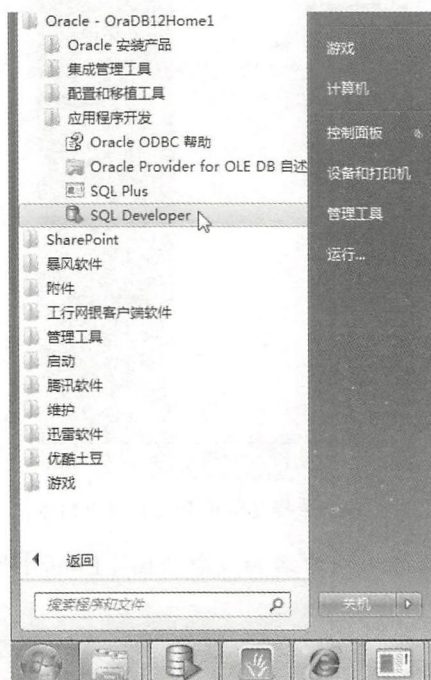 Oracle - OraDB12Home1
Oracle 安装产品
集成管理工具
配置和移植工具
应用程序开发
Oracle ODBC 帮助
Oracle Provider for OLE DB 自述
SQL Plus
SQL Developer
SharePoint
暴风软件
附件
工行网银客户端软件
管理工具
启动
腾讯软件
维护
迅雷软件
优酷土豆
游戏
返回
搜索程序和文件
游戏
计算机
控制面板
设备和打印机
管理工具
运行...
关机